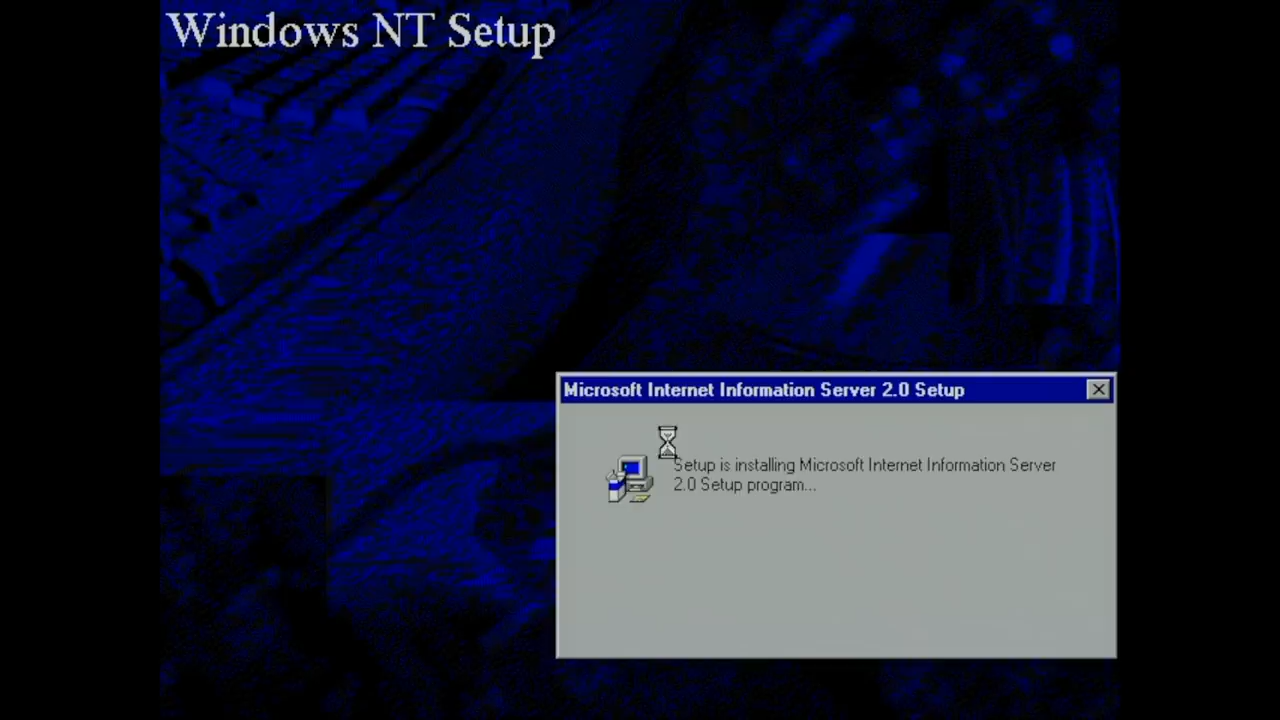 Windows NT Setup
Microsoft Internet Information Server 2.0 Setup
Setup is installing Microsoft Internet Information Server
2.0 Setup program...